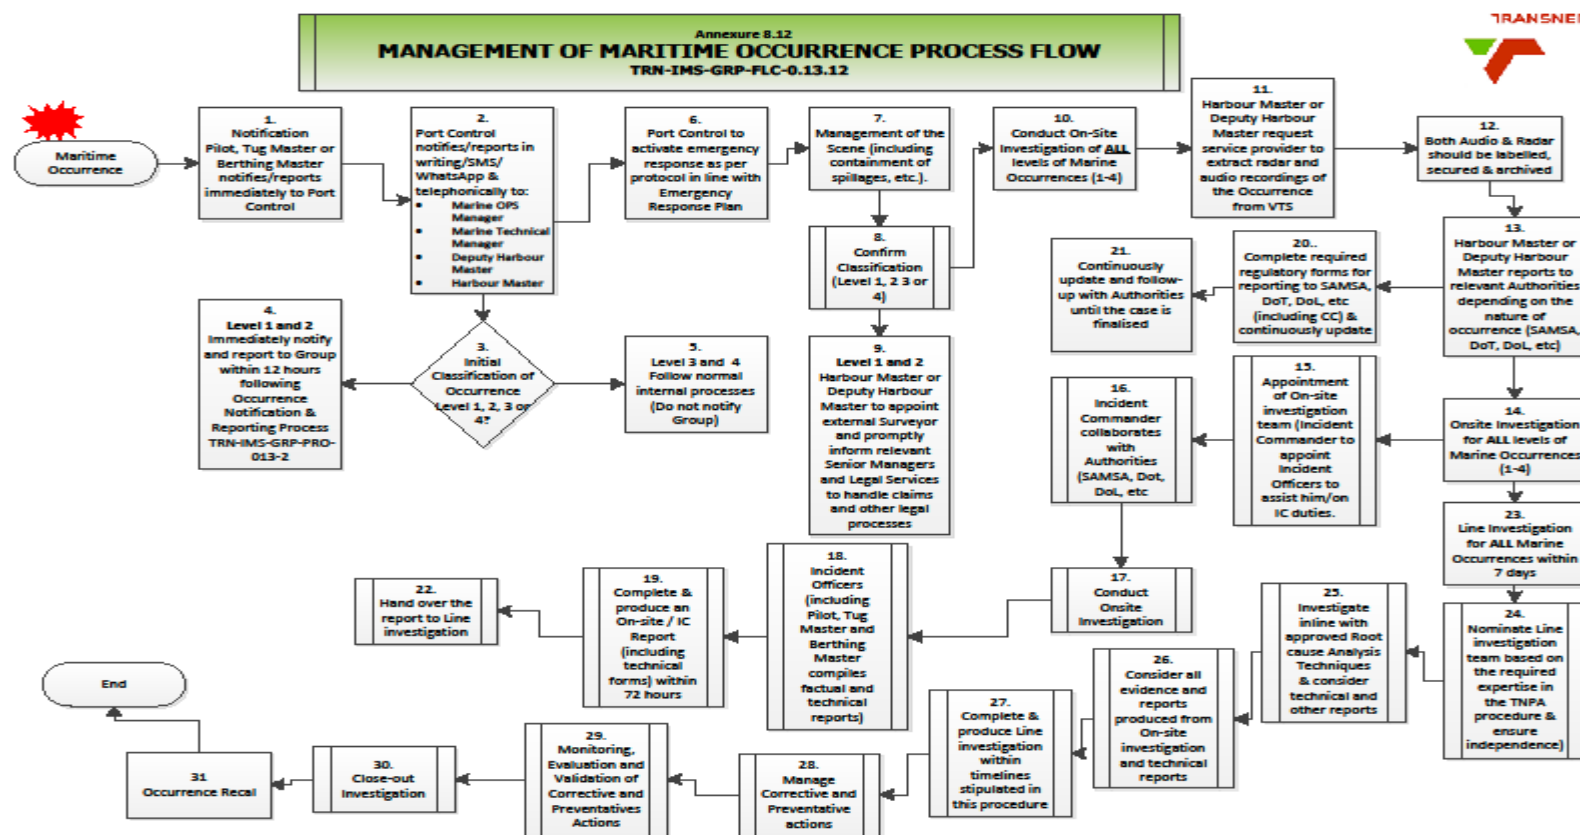 Annexure 8.12
MANAGEMENT OF MARITIME OCCURRENCE PROCESS FLOW
TRN-IMS-GRP-FLC-0.13.12
TRANSNE
Maritime
Occurrence
1.
Notification
Pilot, Tug Master or
Berthing Master
notifies/reports
immediately to Port
Control
2.
Port Control
notifies/reports in
writing/SMS/
WhatsApp &
telephonically to:
• Marine OPS
Manager
• Marine Technical
Manager
• Deputy Harbour
Master
• Harbour Master
3.
Initial
Classification of
Occurrence
Level 1, 2, 3 or
4?
4.
Level 1 and 2
Immediately notify
and report to Group
within 12 hours
following
Occurrence
Notification &
Reporting Process
TRN-IMS-GRP-PRO-
013-2
5.
Level 3 and 4
Follow normal
internal processes
(Do not notify
Group)
6.
Port Control to
activate emergency
response as per
protocol in line with
Emergency
Response Plan
7.
Management of the
Scene (including
containment of
spillages, etc.).
8.
Confirm
Classification
(Level 1, 2 3 or
4)
9.
Level 1 and 2
Harbour Master or
Deputy Harbour
Master to appoint
external Surveyor
and promptly
inform relevant
Senior Managers
and Legal Services
to handle claims
and other legal
processes
10.
Conduct On-Site
Investigation of ALL
levels of Marine
Occurrences (1-4)
11.
Harbour Master or
Deputy Harbour
Master request
service provider to
extract radar and
audio recordings of
the Occurrence
from VTS
12.
Both Audio & Radar
should be labelled,
secured & archived
13.
Harbour Master or
Deputy Harbour
Master reports to
relevant Authorities
depending on the
nature of
occurrence (SAMSA,
DoT, DoL, etc)
14.
Onsite Investigation
for ALL levels of
Marine Occurrences
(1-4)
15.
Appointment of On-site
investigation team (Incident
Commander to
appoint
Incident
Officers to
assist him/on
IC duties.
16.
Incident
Commander
collaborates
with
Authorities
(SAMSA, Dot,
DoL, etc
17.
Conduct
Onsite
Investigation
18.
Incident
Officers
(including
Pilot, Tug
Master and
Berthing
Master
compiles
factual and
technical
reports)
19.
Complete &
produce an
On-site / IC
Report
(including
technical
forms) within
72 hours
20..
Complete required
regulatory forms for
reporting to SAMSA,
DoT, DoL, etc
(including CC) &
continuously update
21.
Continuously
update and follow-
up with Authorities
until the case is
finalised
22.
Hand over the
report to Line
investigation
23.
Line Investigation
for ALL Marine
Occurrences within
7 days
24.
Nominate Line
investigation
team based on
the required
expertise in
the TNPA
procedure &
ensure
independence)
25.
Investigate
inline with
approved Root
cause Analysis
Techniques
& consider
technical and
other reports
26.
Consider all
evidence and
reports
produced from
On-site
investigation
and technical
reports
27.
Complete &
produce Line
investigation
within
timelines
stipulated in
this procedure
28.
Manage
Corrective and
Preventative
actions
29.
Monitoring,
Evaluation and
Validation of
Corrective and
Preventatives
Actions
30.
Close-out
Investigation
31
Occurrence Recal
End